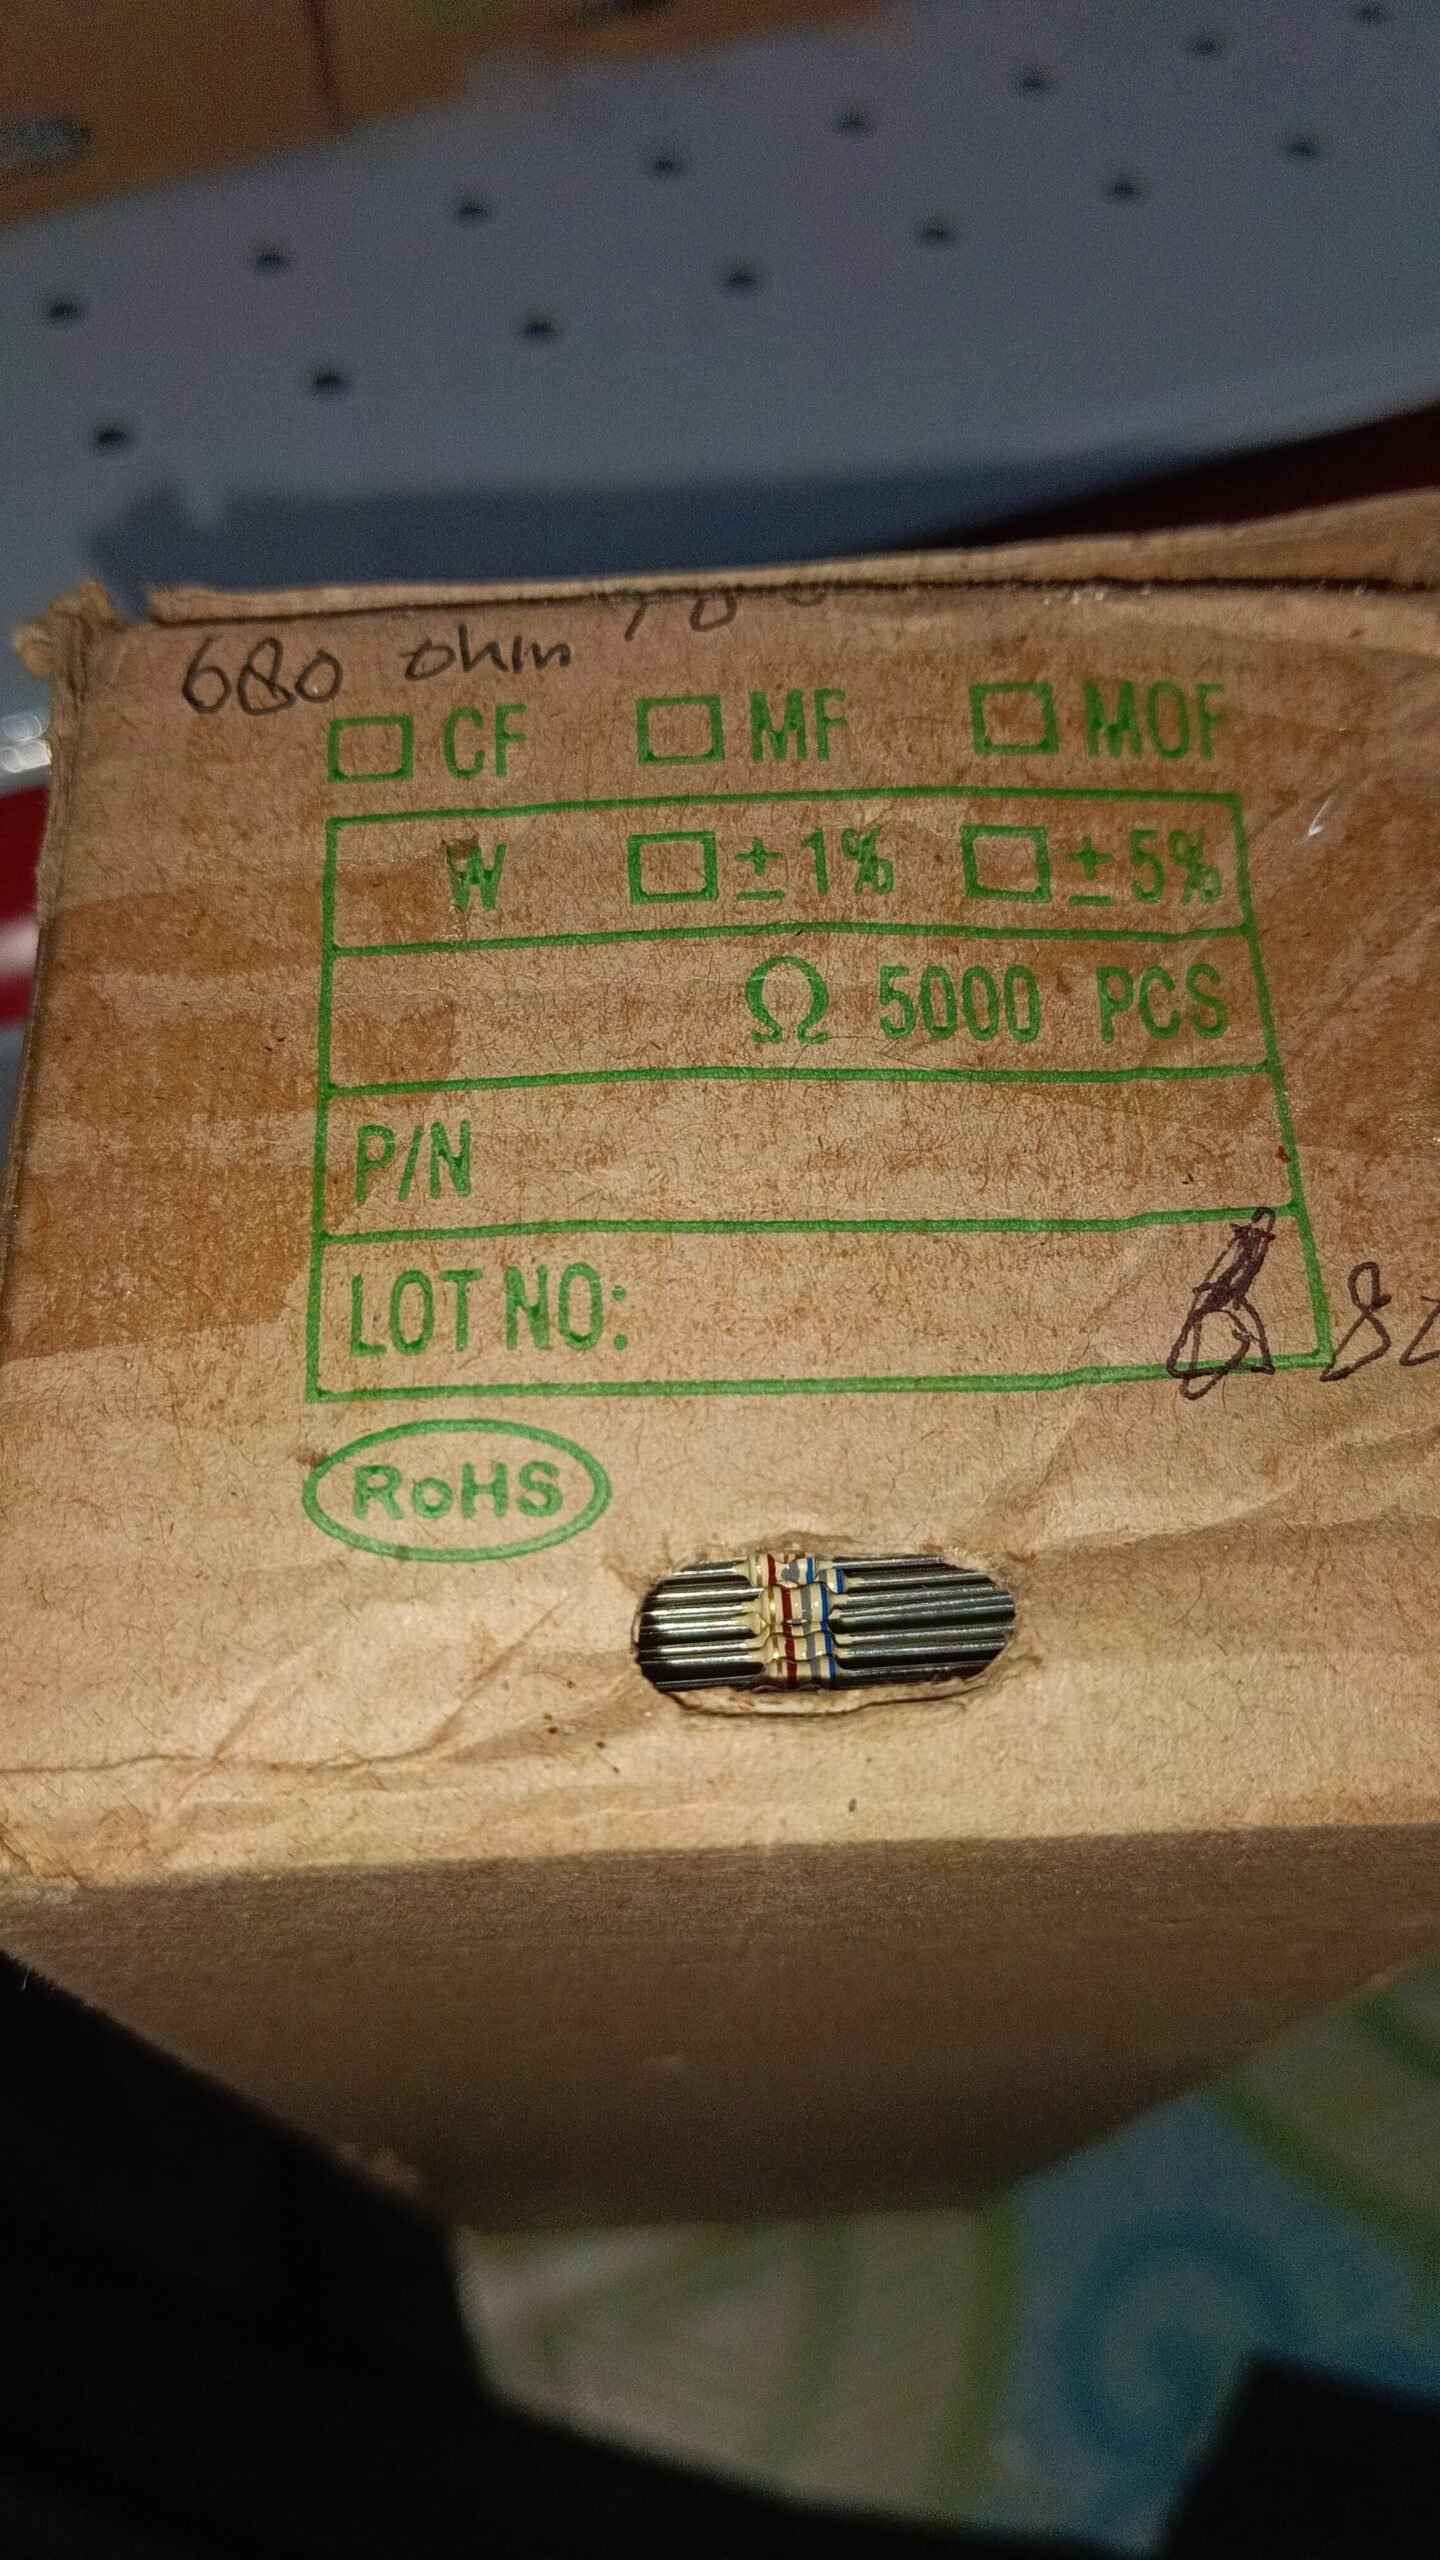 680 ohm
CF MF MOF
W ±1% ±5%
Ω 5000 PCS
P/N
LOT NO:
RoHS